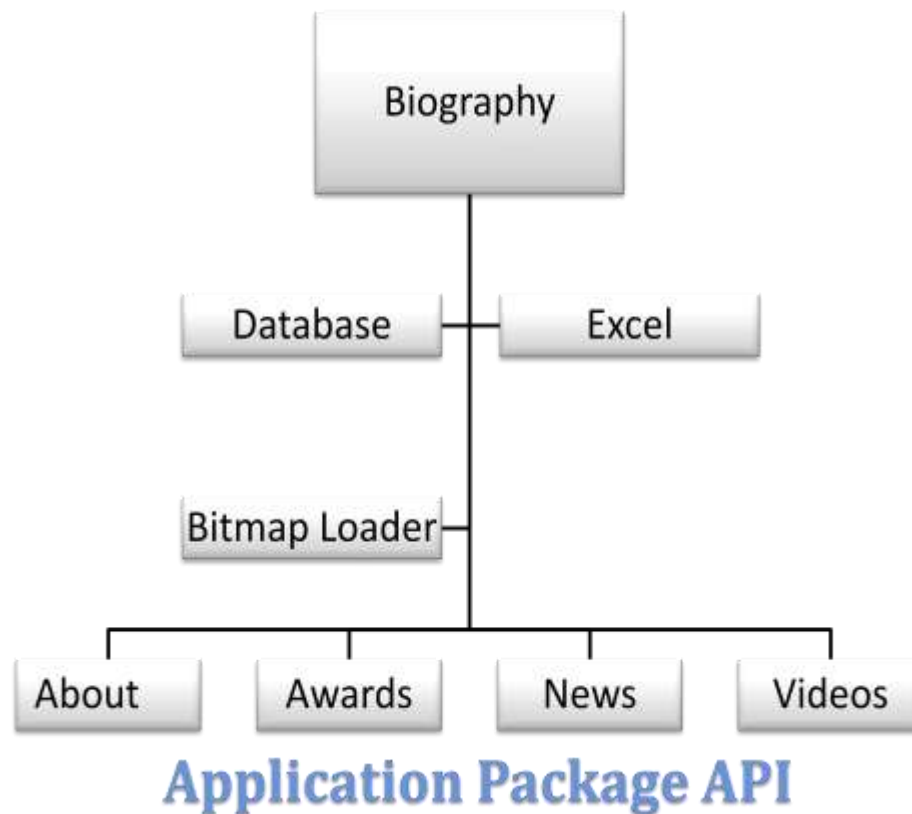 Biography
Database
Excel
Bitmap Loader
About
Awards
News
Videos
Application Package API